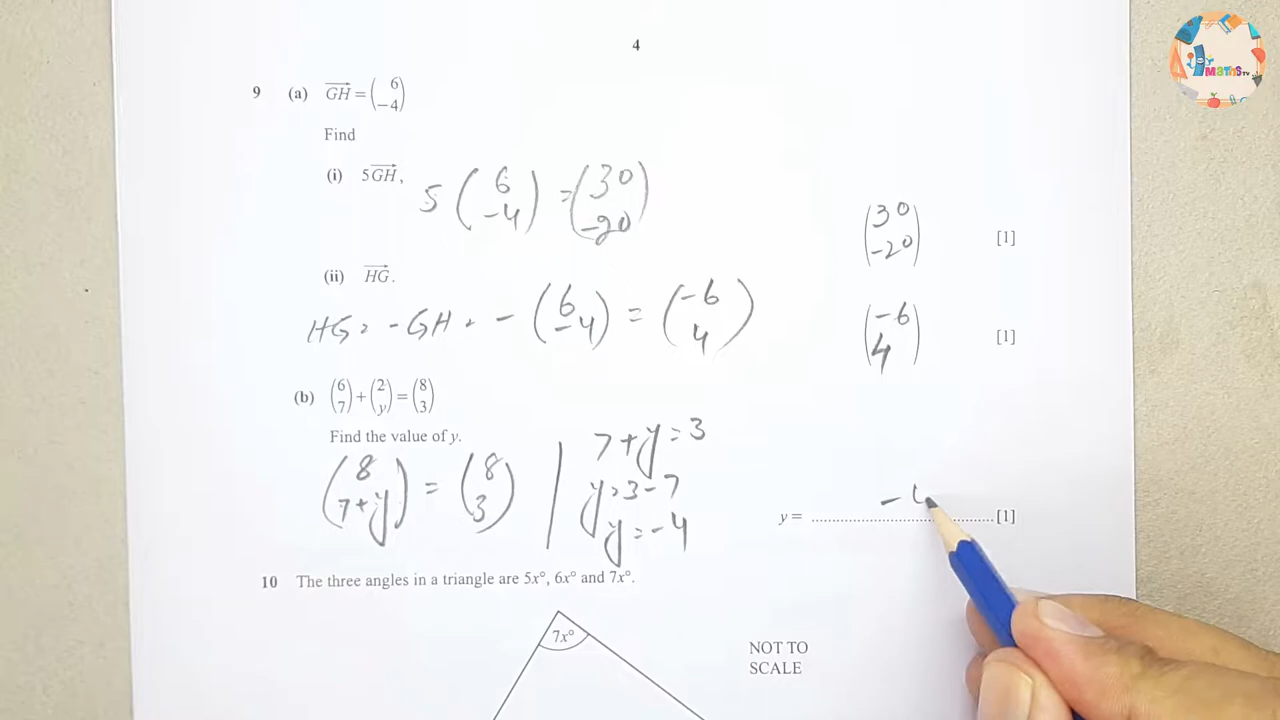 4
MATHS TV
9 (a) GH = (6 -4)
Find
(i) 5GH,
5 (6 -4) = (30 -20)
(30 -20) [1]
(ii) HG.
HG = -GH = - (6 -4) = (-6 4)
(-6 4) [1]
(b) (6 7) + (2 y) = (8 3)
Find the value of y.
(8 7+y) = (8 3)
7+y=3
y=3-7
y=-4
y = -4 [1]
10 The three angles in a triangle are 5x°, 6x° and 7x°.
7x°
NOT TO
SCALE